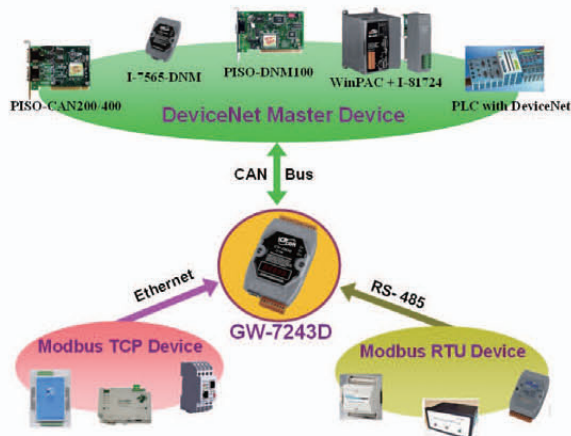 I-7565-DNM
PISO-DNM100
WinPAC + I-81724
PISO-CAN200/400
PLC with DeviceNet
DeviceNet Master Device
CAN Bus
Ethernet
RS- 485
GW-7243D
Modbus TCP Device
Modbus RTU Device